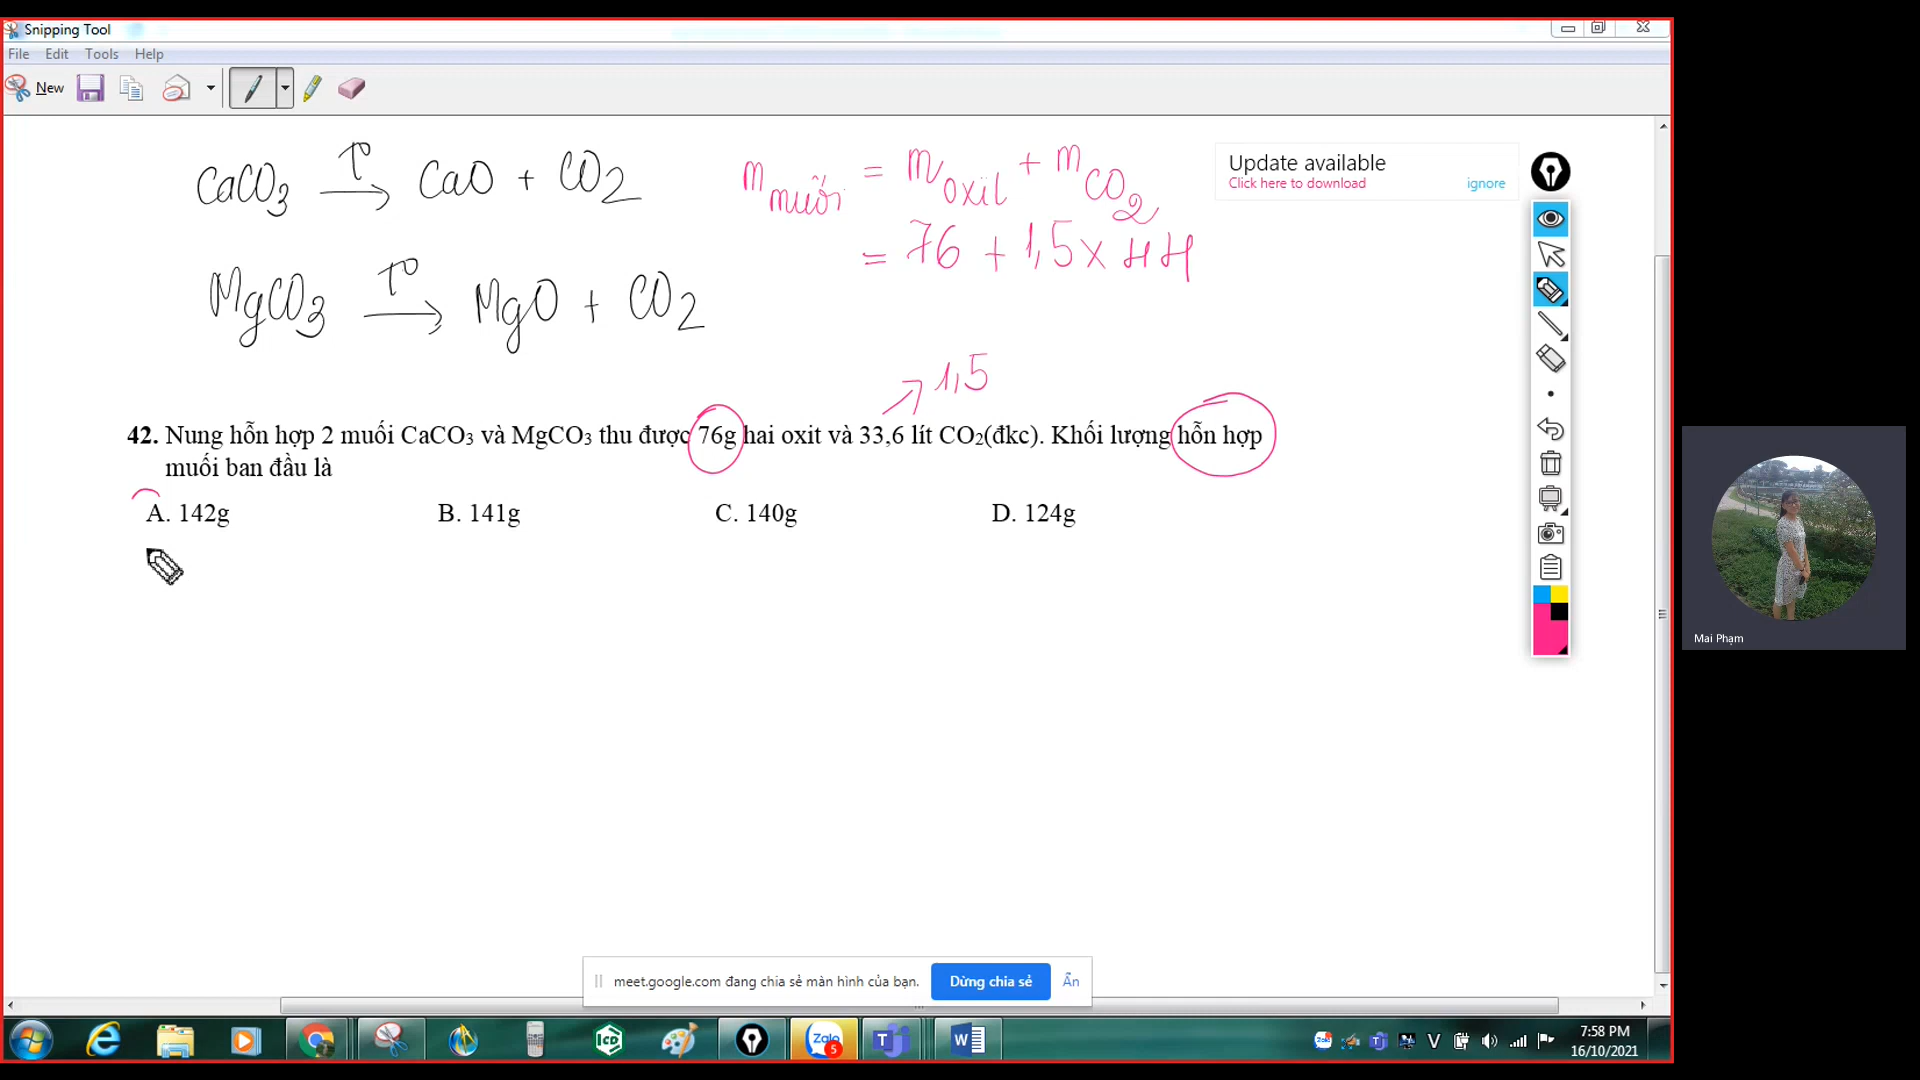 Snipping Tool
File Edit Tools Help
New
CaCO3 →t° CaO + CO2
MgCO3 →t° MgO + CO2
m muối = m oxit + m CO2
= 76 + 1,5 x 44
1,5
Update available
Click here to download ignore
42. Nung hỗn hợp 2 muối CaCO₃ và MgCO₃ thu được 76g hai oxit và 33,6 lít CO₂(đkc). Khối lượng hỗn hợp
muối ban đầu là
A. 142g B. 141g C. 140g D. 124g
Mai Phạm
meet.google.com đang chia sẻ màn hình của bạn. Dừng chia sẻ Ẩn
Zalo 5
7:58 PM
16/10/2021